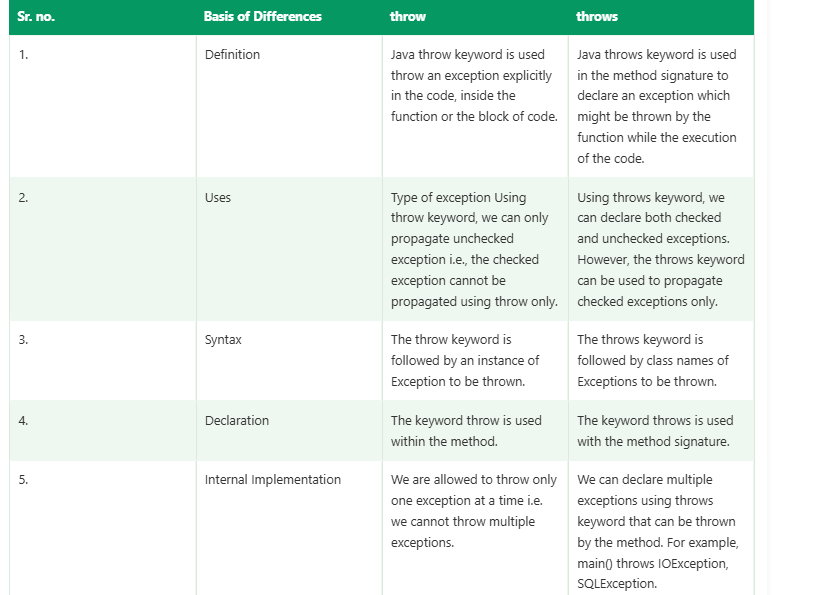 Sr. no. Basis of Differences throw throws
1.
Definition
Java throw keyword is used
throw an exception explicitly
in the code, inside the
function or the block of code.
Java throws keyword is used
in the method signature to
declare an exception which
might be thrown by the
function while the execution
of the code.
2.
Uses
Type of exception Using
throw keyword, we can only
propagate unchecked
exception i.e., the checked
exception cannot be
propagated using throw only.
Using throws keyword, we
can declare both checked
and unchecked exceptions.
However, the throws keyword
can be used to propagate
checked exceptions only.
3.
Syntax
The throw keyword is
followed by an instance of
Exception to be thrown.
The throws keyword is
followed by class names of
Exceptions to be thrown.
4.
Declaration
The keyword throw is used
within the method.
The keyword throws is used
with the method signature.
5.
Internal Implementation
We are allowed to throw only
one exception at a time i.e.
we cannot throw multiple
exceptions.
We can declare multiple
exceptions using throws
keyword that can be thrown
by the method. For example,
main() throws IOException,
SQLException.